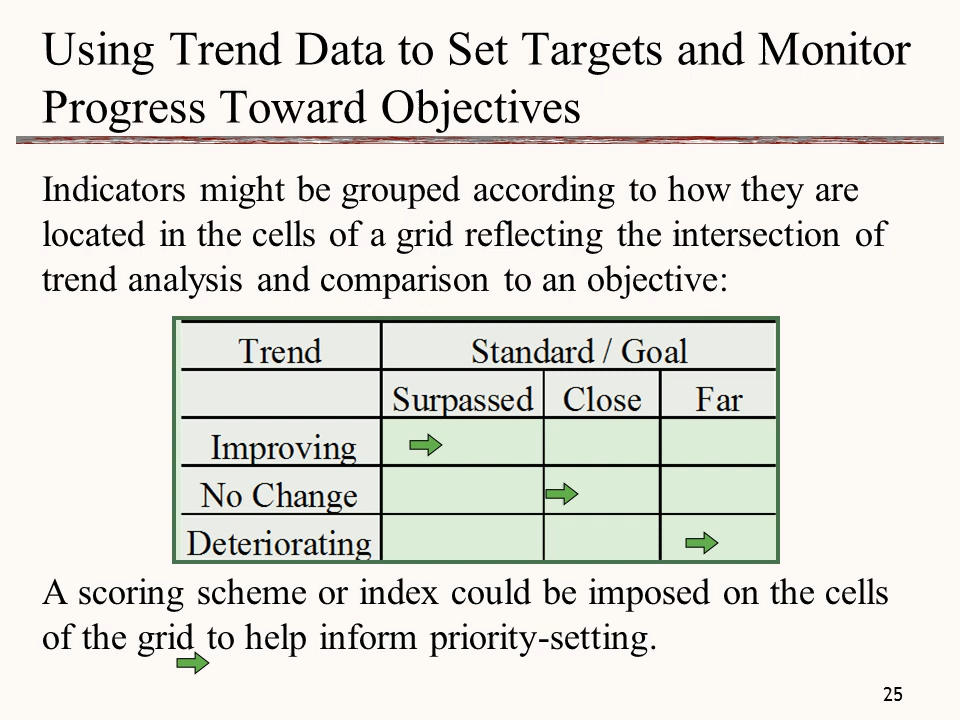 Using Trend Data to Set Targets and Monitor
Progress Toward Objectives
Indicators might be grouped according to how they are
located in the cells of a grid reflecting the intersection of
trend analysis and comparison to an objective:
Trend Standard / Goal
Surpassed Close Far
Improving
No Change
Deteriorating
A scoring scheme or index could be imposed on the cells
of the grid to help inform priority-setting.
25